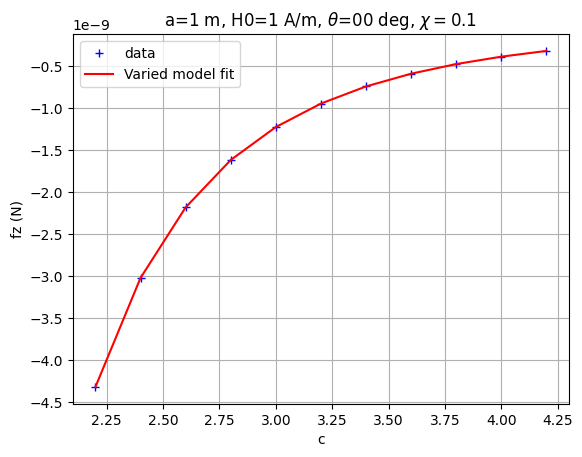 a=1 m, H0=1 A/m, θ=00 deg, χ = 0.1
1e−9
data
Varied model fit
−0.5
−1.0
−1.5
−2.0
−2.5
−3.0
−3.5
−4.0
−4.5
fz (N)
2.25 2.50 2.75 3.00 3.25 3.50 3.75 4.00 4.25
c